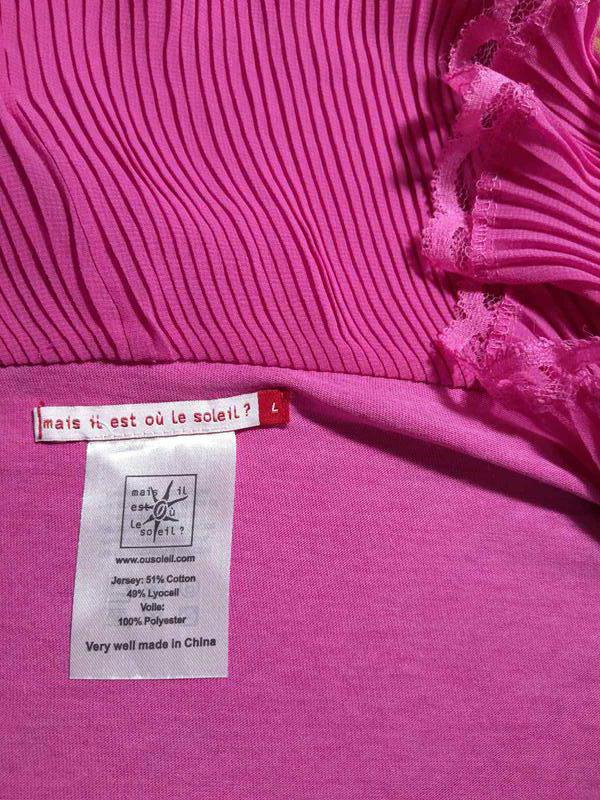 mais il est où le soleil?
L
mais il
est où
le soleil?
www.ousoleil.com
Jersey: 51% Cotton
49% Lyocell
Voile:
100% Polyester
Very well made in China